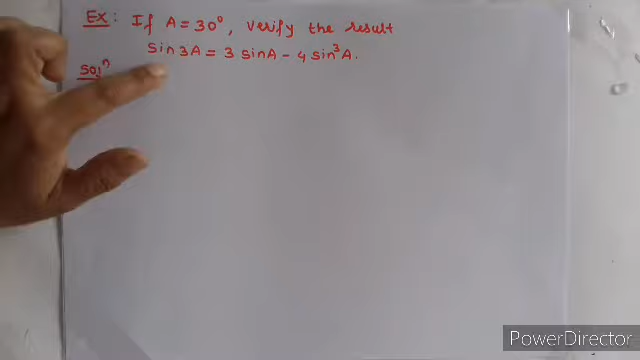 Ex: If A = 30°, verify the result
Sin 3A = 3 sinA - 4 sin³A.
Solⁿ
PowerDirector